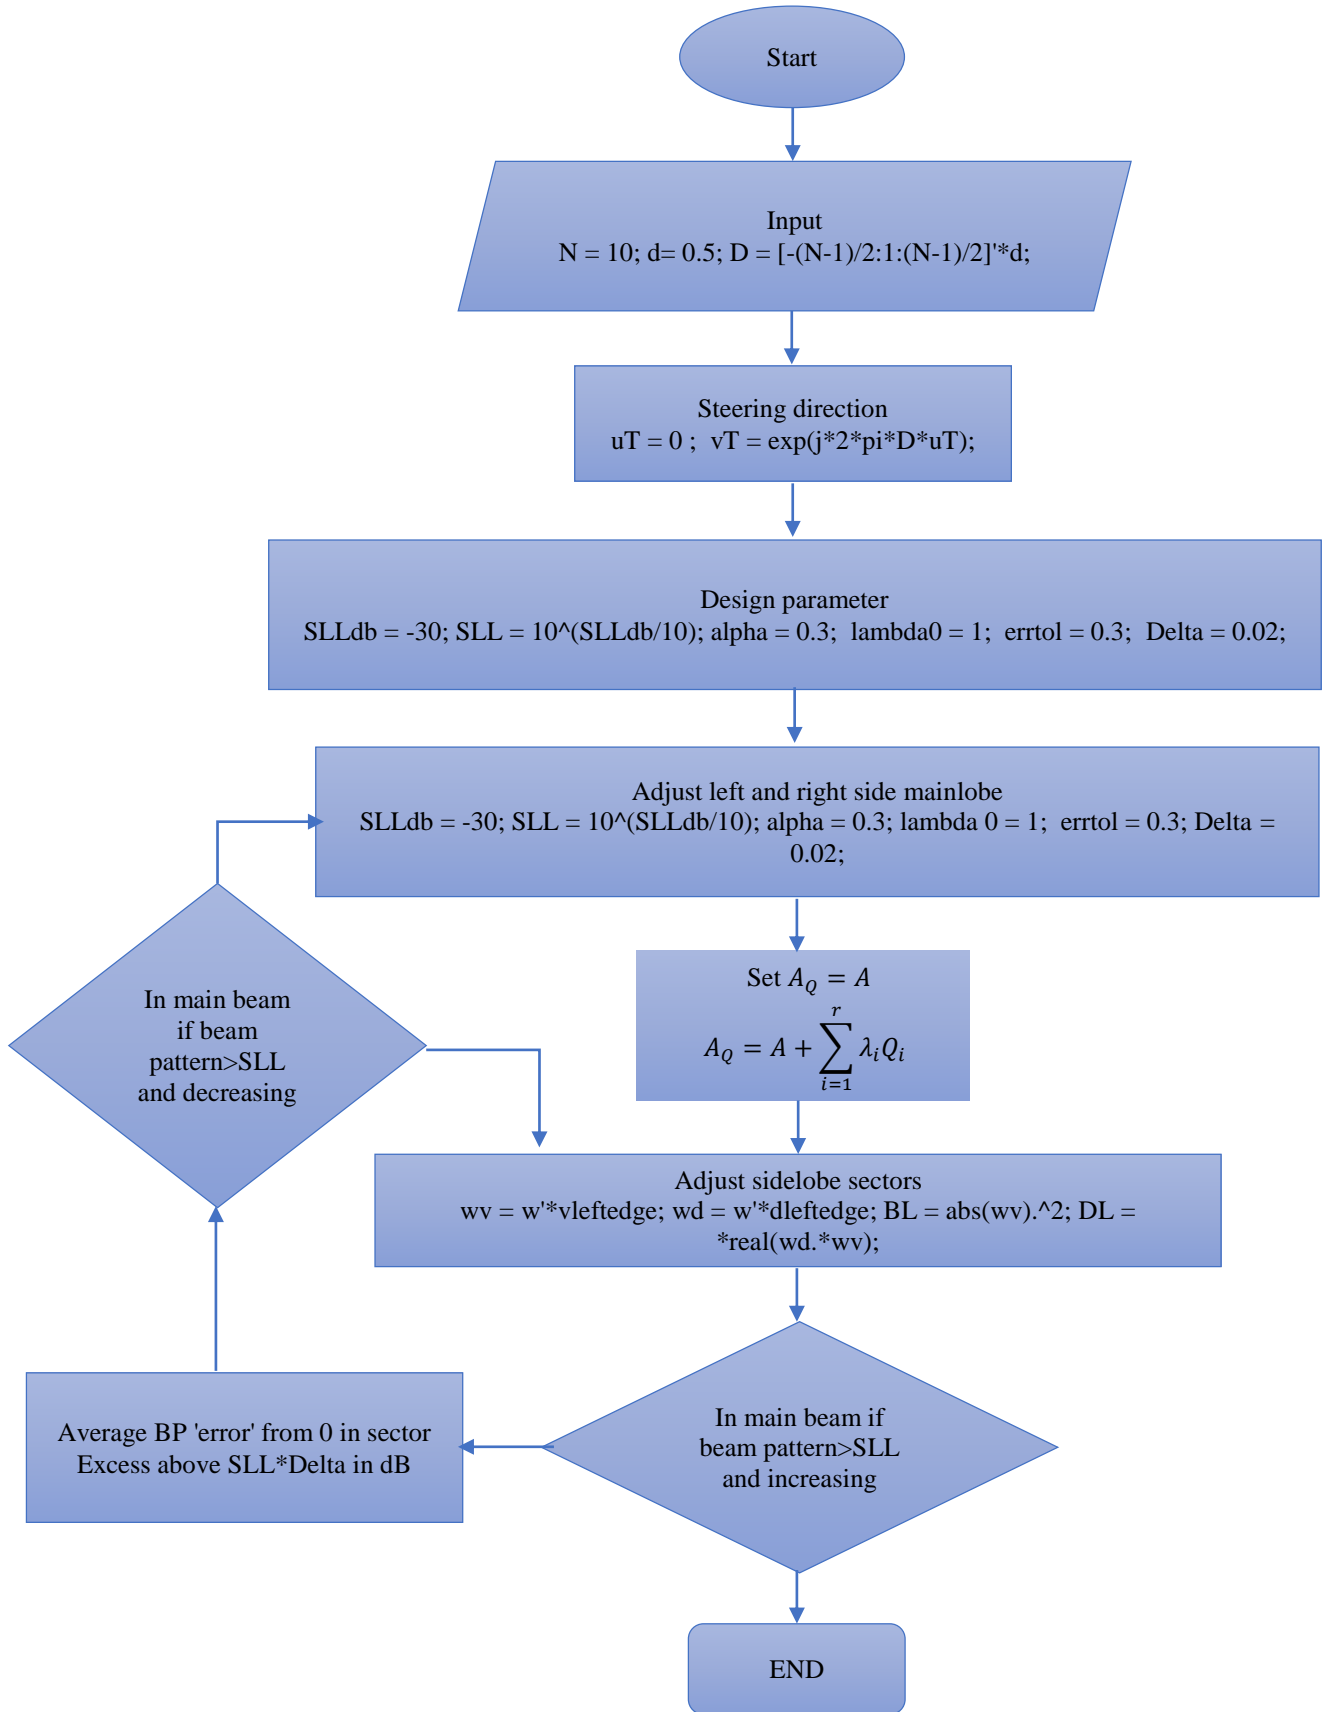 Start
Input
N = 10; d= 0.5; D = [-(N-1)/2:1:(N-1)/2]'*d;
Steering direction
uT = 0 ; vT = exp(j*2*pi*D*uT);
Design parameter
SLLdb = -30; SLL = 10^(SLLdb/10); alpha = 0.3; lambda0 = 1; errtol = 0.3; Delta = 0.02;
Adjust left and right side mainlobe
SLLdb = -30; SLL = 10^(SLLdb/10); alpha = 0.3; lambda 0 = 1; errtol = 0.3; Delta =
0.02;
Set A_Q = A
A_Q = A + ∑_{i=1}^{r} λ_i Q_i
In main beam
if beam
pattern>SLL
and decreasing
Adjust sidelobe sectors
wv = w'*vleftedge; wd = w'*dleftedge; BL = abs(wv).^2; DL =
*real(wd.*wv);
Average BP 'error' from 0 in sector
Excess above SLL*Delta in dB
In main beam if
beam pattern>SLL
and increasing
END